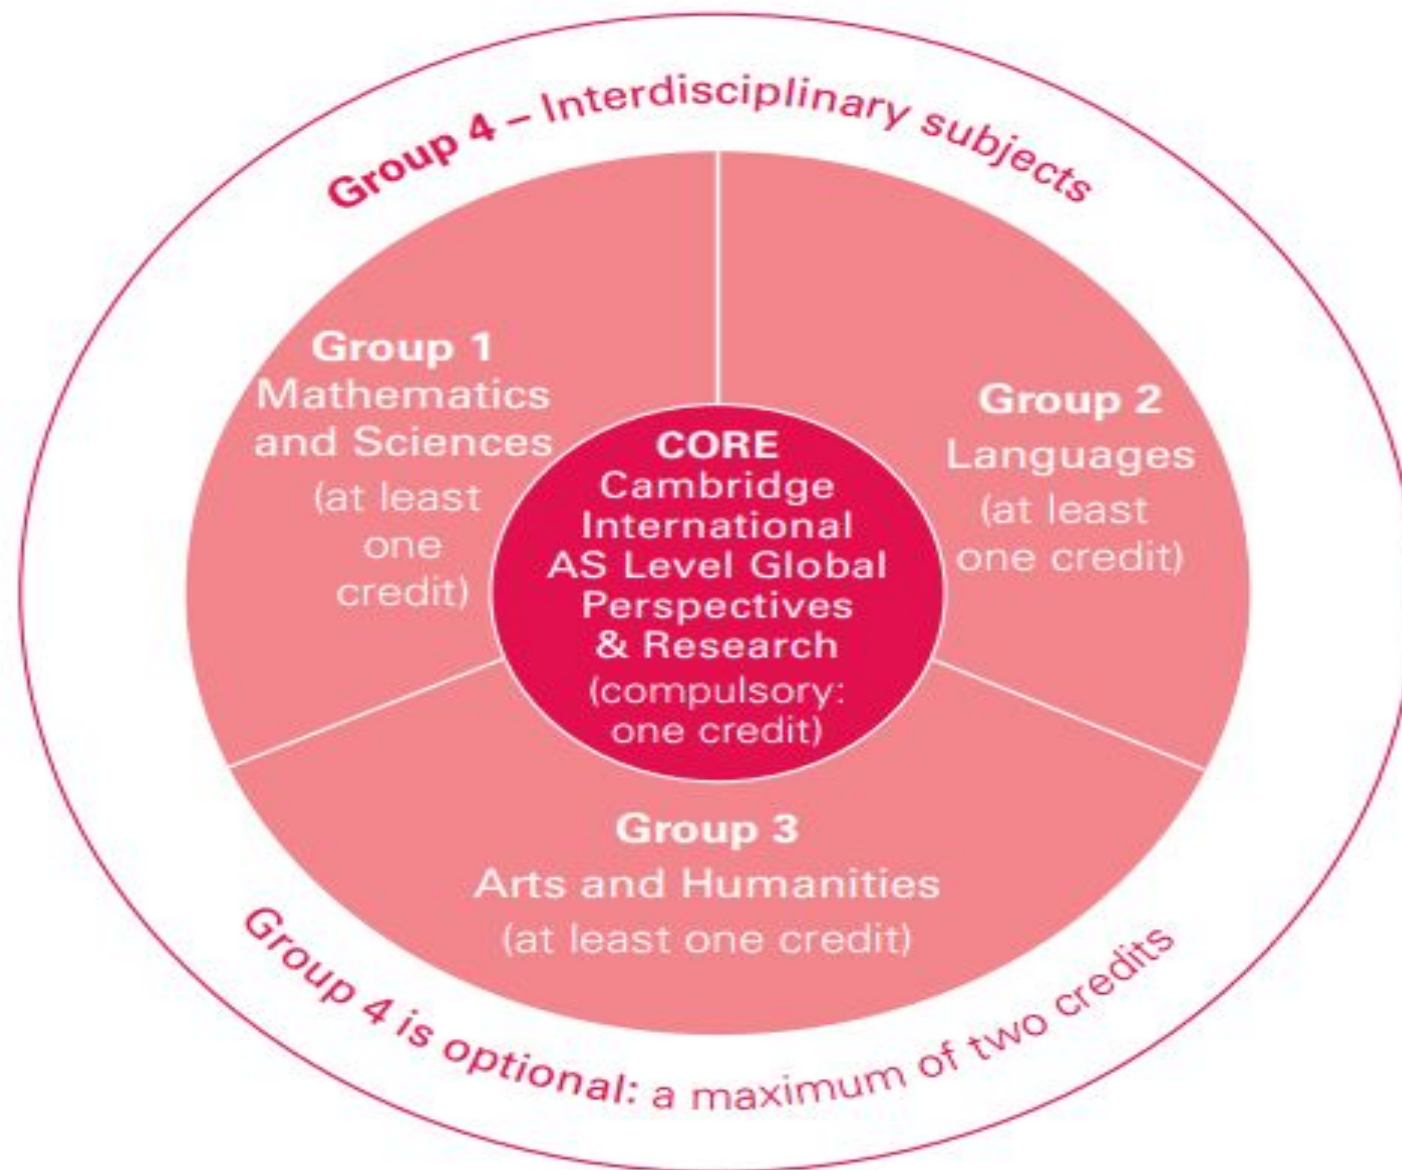 Group 4 – Interdisciplinary subjects
Group 1
Mathematics
and Sciences
(at least
one
credit)
Group 2
Languages
(at least
one credit)
CORE
Cambridge
International
AS Level Global
Perspectives
& Research
(compulsory:
one credit)
Group 3
Arts and Humanities
(at least one credit)
Group 4 is optional: a maximum of two credits